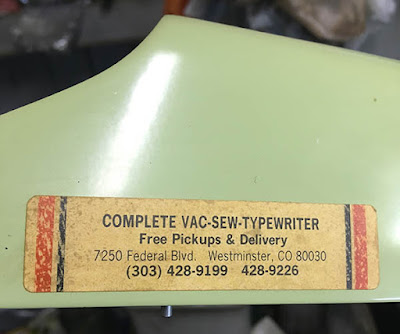 COMPLETE VAC-SEW-TYPEWRITER
Free Pickups & Delivery
7250 Federal Blvd. Westminster, CO 80030
(303) 428-9199 428-9226